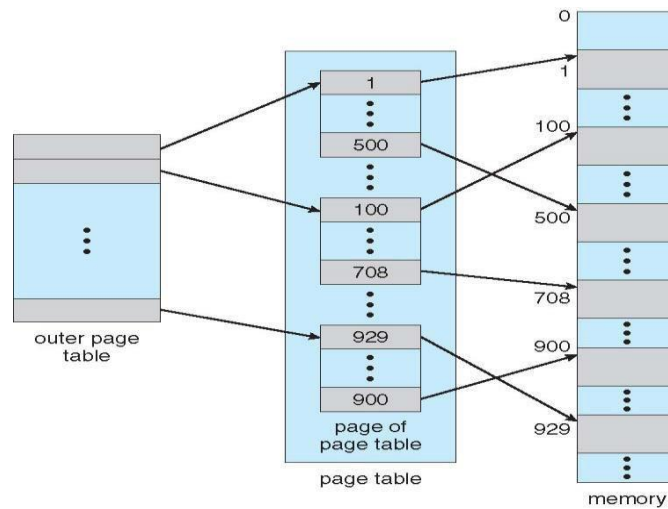 outer page
table
1
500
100
708
929
900
page of
page table
page table
0
1
100
500
708
900
929
memory